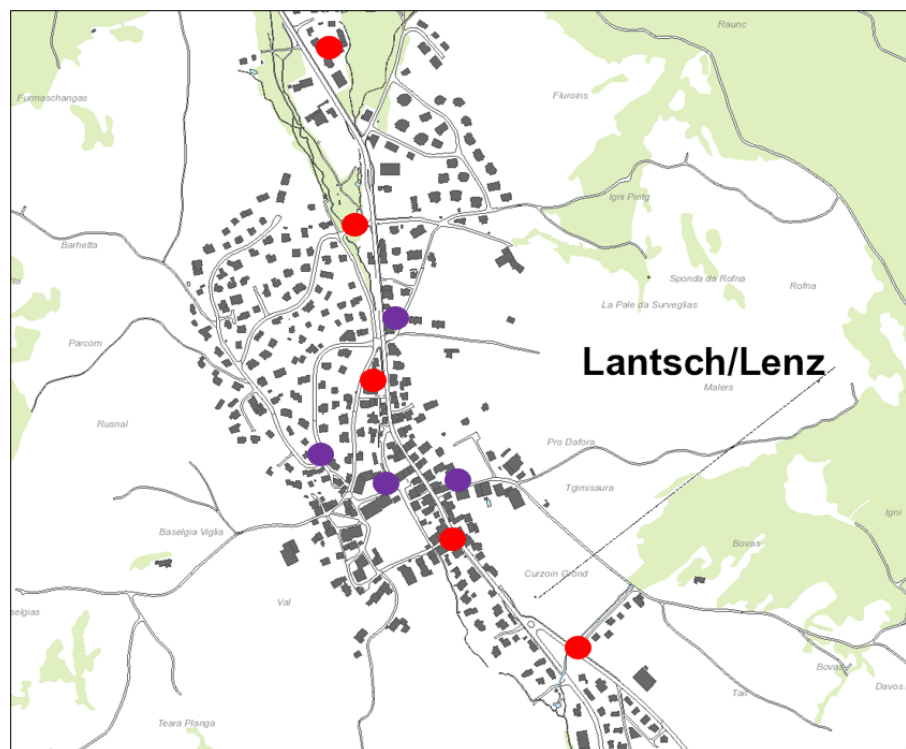 Raunc
Furmaschangas
Fluroins
Igni Pintg
Barhetta
Sponda da Rofna
Rofna
La Pale da Surveglias
Parcom
Lantsch/Lenz
Malers
Rusnal
Pro Dafora
Tgimisaura
Igni
Baselgia Viglia
Bovas
Curzoin Grond
Val
Bovas
Tait
Davos
Teara Planga